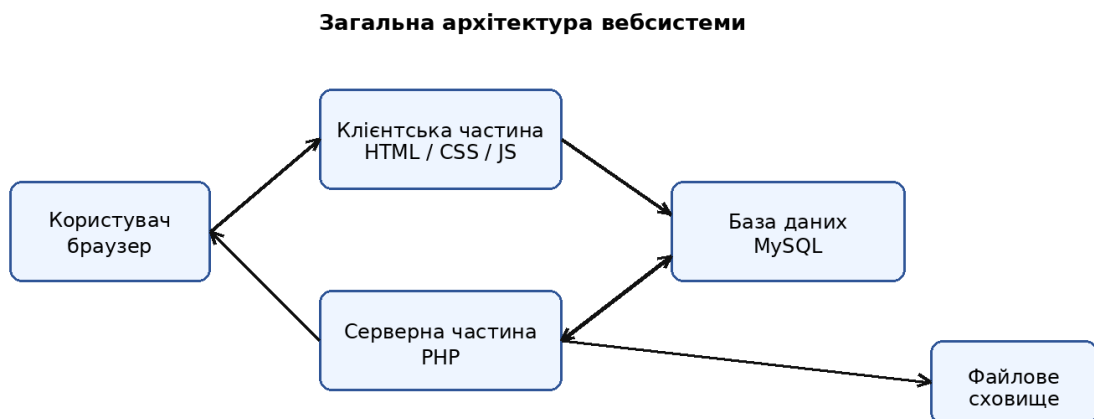 Загальна архітектура вебсистеми
Клієнтська частина
HTML / CSS / JS
Користувач
браузер
База даних
MySQL
Серверна частина
PHP
Файлове
сховище